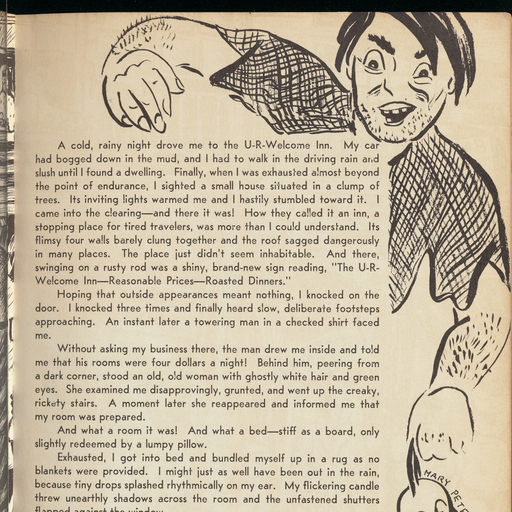 A cold, rainy night drove me to the U-R-Welcome Inn. My car
had bogged down in the mud, and I had to walk in the driving rain and
slush until I found a dwelling. Finally, when I was exhausted almost beyond
the point of endurance, I sighted a small house situated in a clump of
trees. Its inviting lights warmed me and I hastily stumbled toward it. I
came into the clearing—and there it was! How they called it an inn, a
stopping place for tired travelers, was more than I could understand. Its
flimsy four walls barely clung together and the roof sagged dangerously
in many places. The place just didn't seem inhabitable. And there,
swinging on a rusty rod was a shiny, brand-new sign reading, "The U-R-
Welcome Inn—Reasonable Prices—Roasted Dinners."
Hoping that outside appearances meant nothing, I knocked on the
door. I knocked three times and finally heard slow, deliberate footsteps
approaching. An instant later a towering man in a checked shirt faced
me.
Without asking my business there, the man drew me inside and told
me that his rooms were four dollars a night! Behind him, peering from
a dark corner, stood an old, old woman with ghostly white hair and green
eyes. She examined me disapprovingly, grunted, and went up the creaky,
rickety stairs. A moment later she reappeared and informed me that
my room was prepared.
And what a room it was! And what a bed—stiff as a board, only
slightly redeemed by a lumpy pillow.
Exhausted, I got into bed and bundled myself up in a rug as no
blankets were provided. I might just as well have been out in the rain,
because tiny drops splashed rhythmically on my ear. My flickering candle
threw unearthly shadows across the room and the unfastened shutters
flapped against the window.
MARY PETE